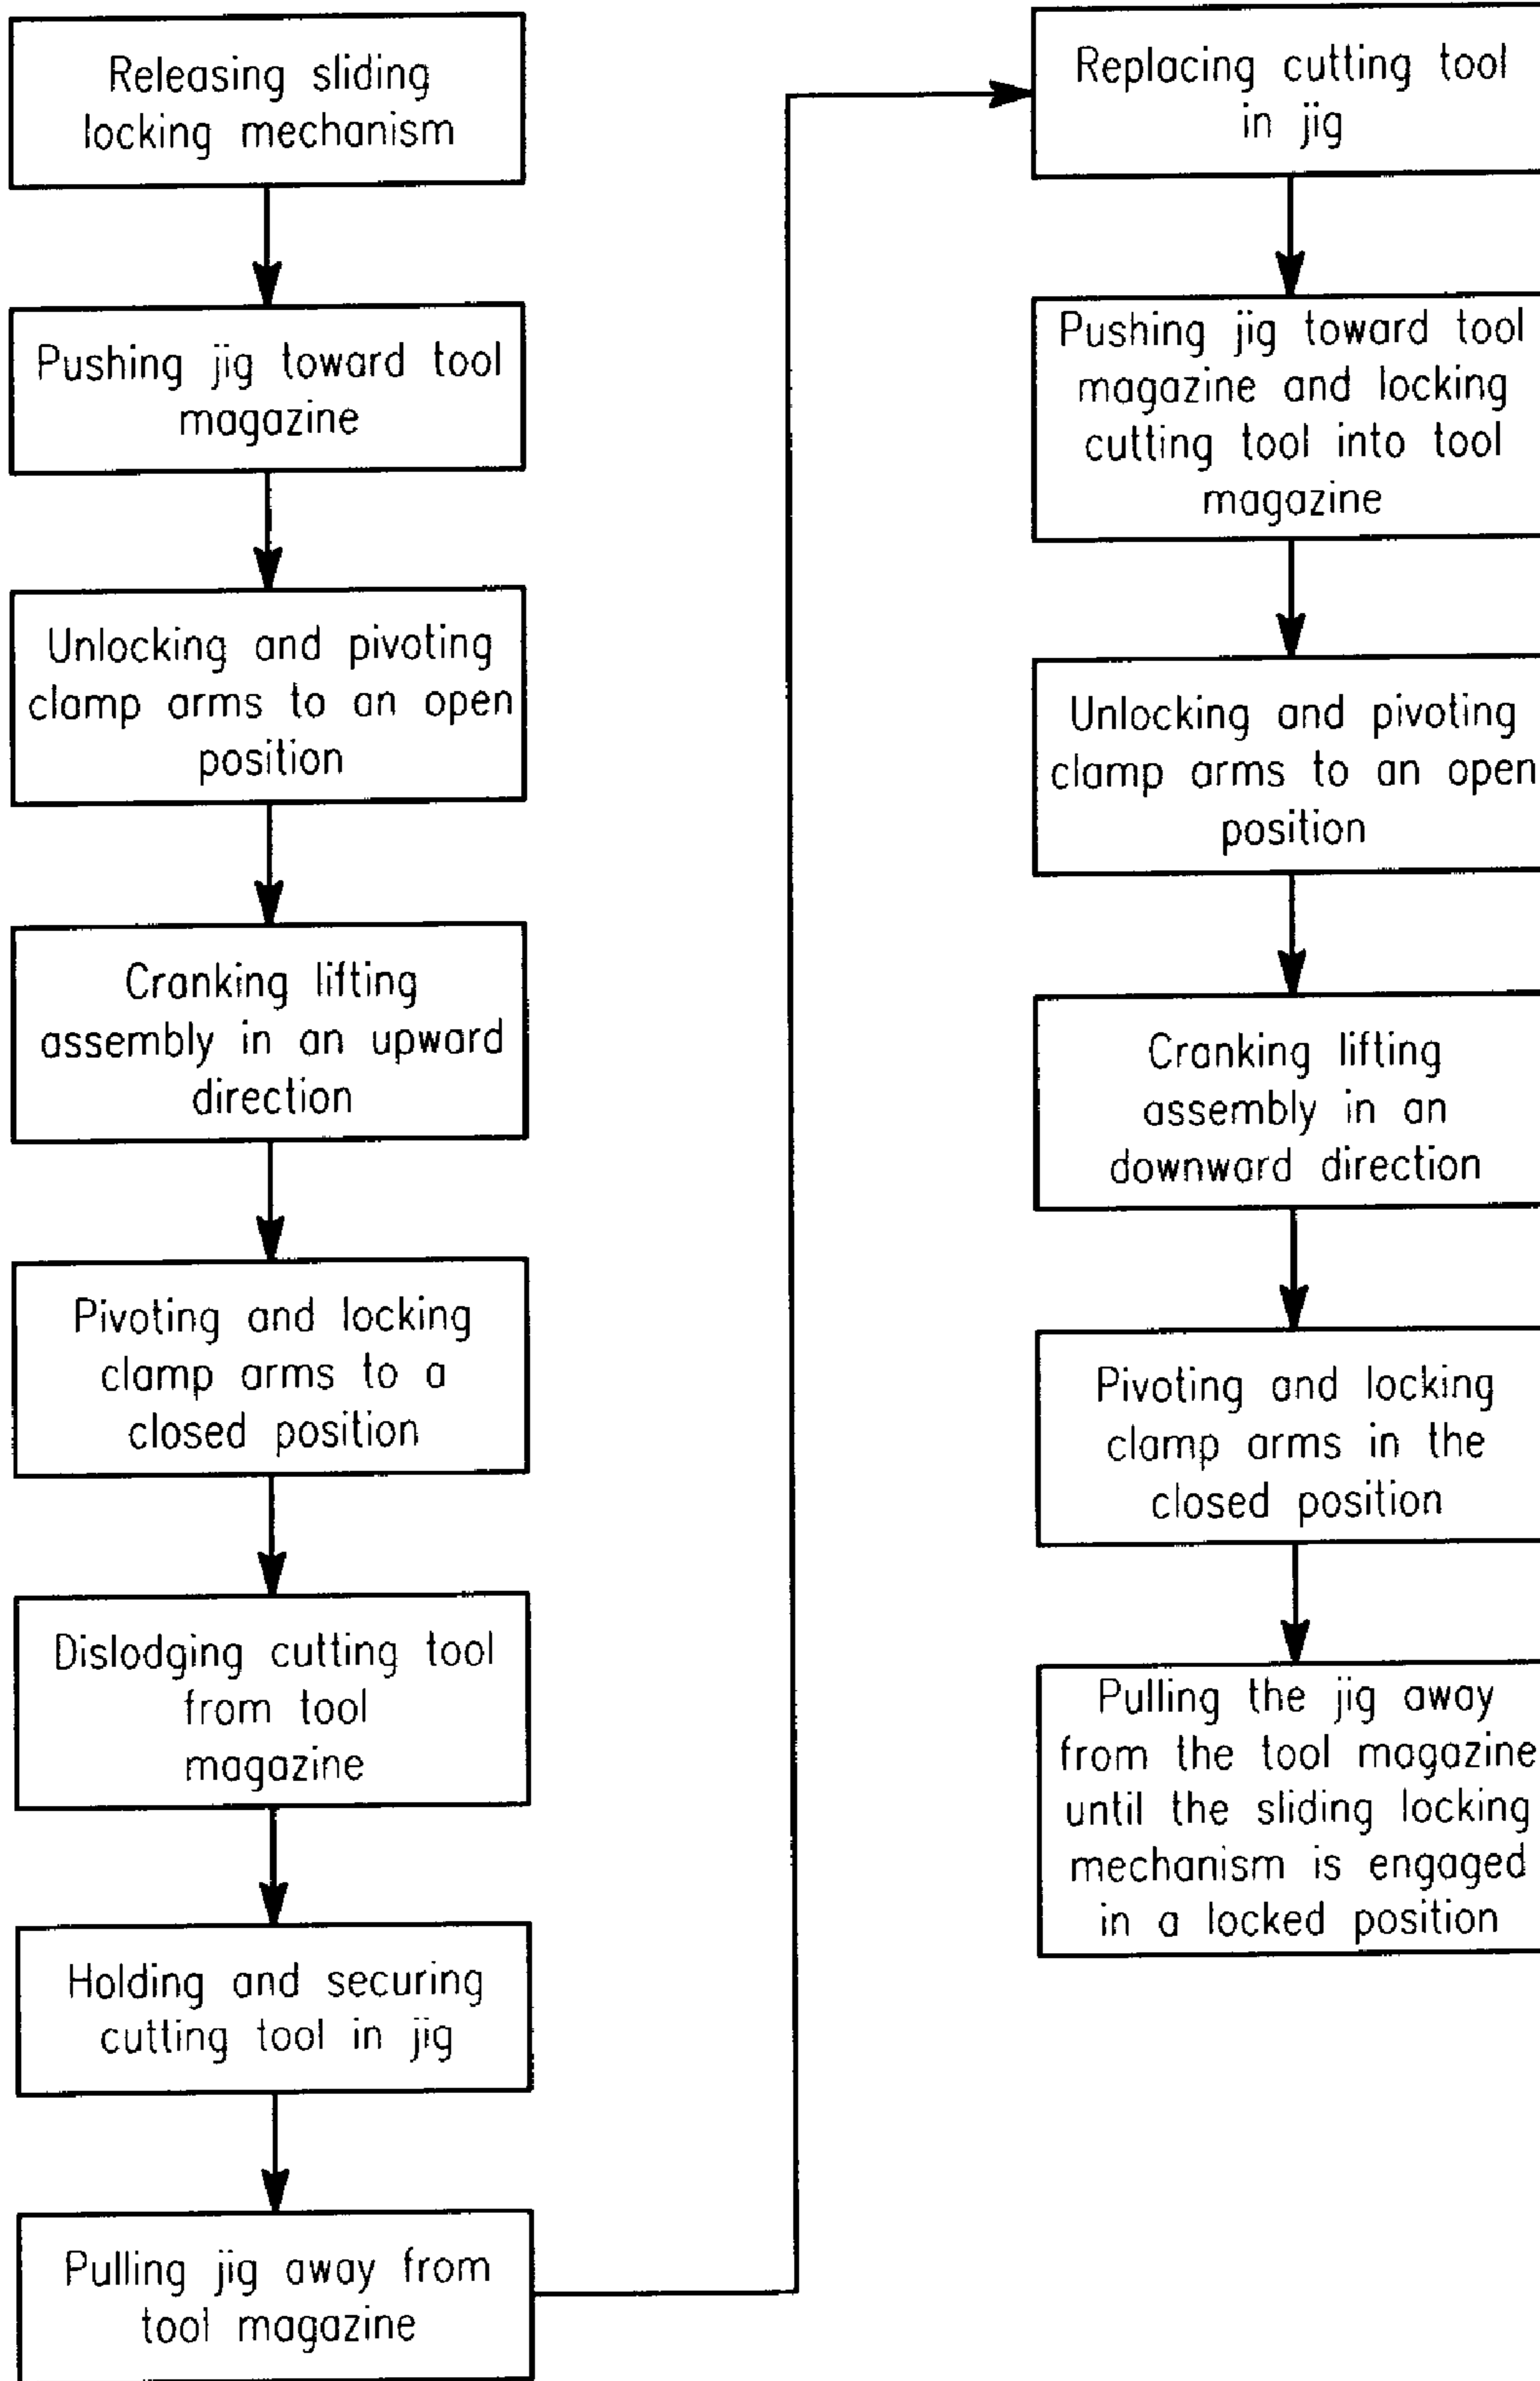 Releasing sliding
locking mechanism
Pushing jig toward tool
magazine
Unlocking and pivoting
clamp arms to an open
position
Cranking lifting
assembly in an upward
direction
Pivoting and locking
clamp arms to a
closed position
Dislodging cutting tool
from tool
magazine
Holding and securing
cutting tool in jig
Pulling jig away from
tool magazine
Replacing cutting tool
in jig
Pushing jig toward tool
magazine and locking
cutting tool into tool
magazine
Unlocking and pivoting
clamp arms to an open
position
Cranking lifting
assembly in an
downward direction
Pivoting and locking
clamp arms in the
closed position
Pulling the jig away
from the tool magazine
until the sliding locking
mechanism is engaged
in a locked position